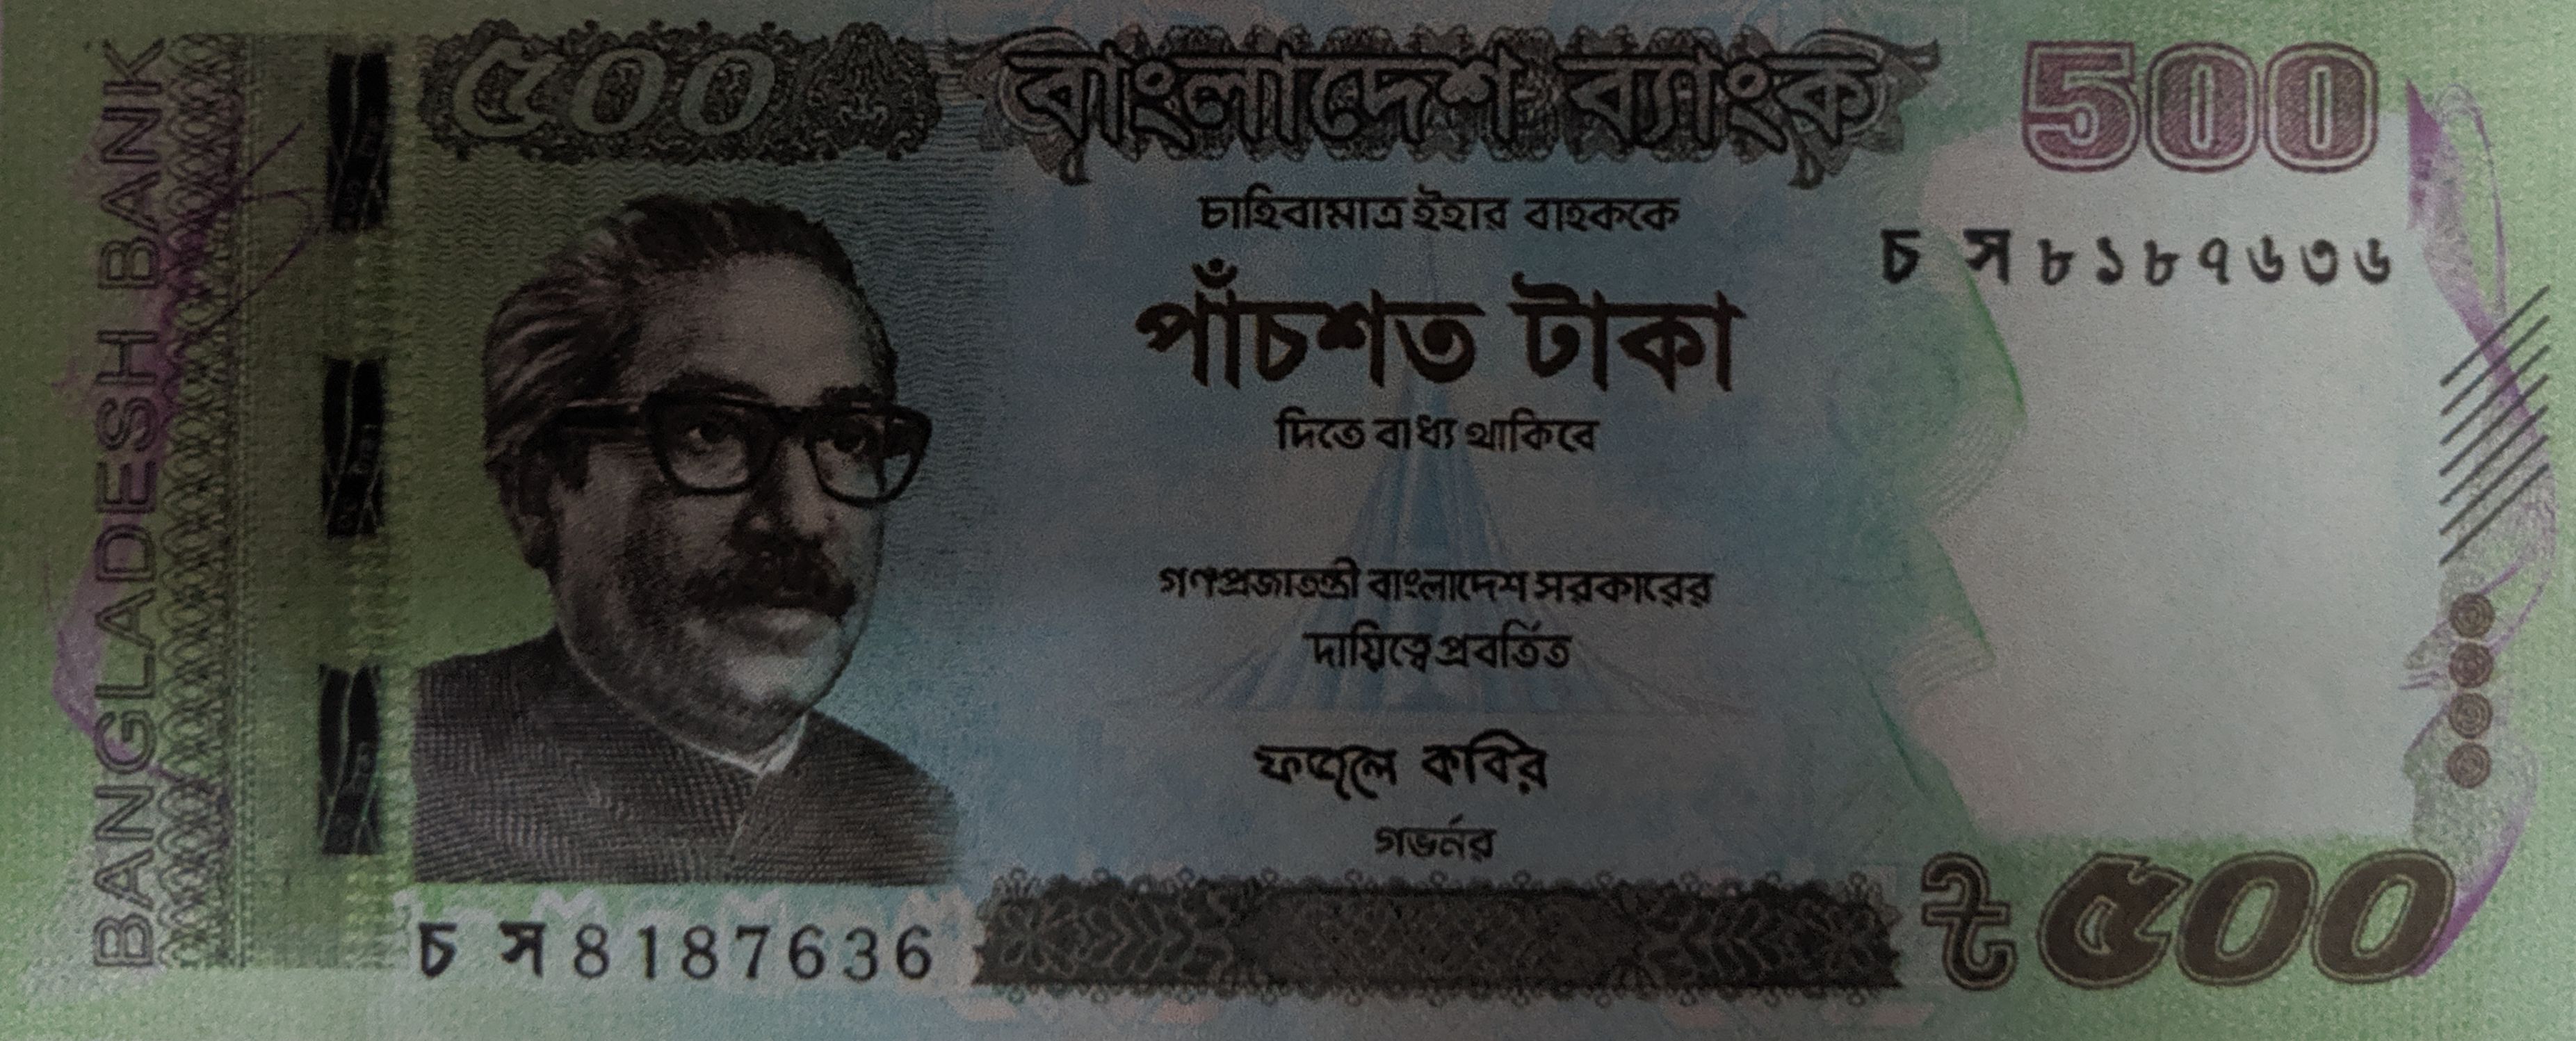 BANGLADESH BANK
৫০০
বাংলাদেশ ব্যাংক
500
চাহিবামাত্র ইহার বাহককে
চ স ৮১৮৭৬৩৬
পাঁচশত টাকা
দিতে বাধ্য থাকিবে
গণপ্রজাতন্ত্রী বাংলাদেশ সরকারের
দায়িত্বে প্রবর্তিত
ফজলে কবির
গভর্নর
চ স 8187636
৳ ৫০০